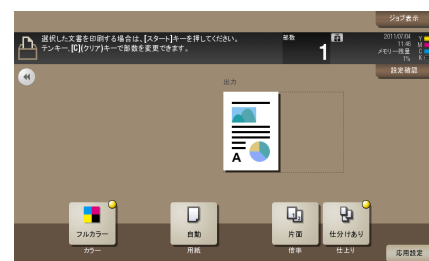 ジョブ表示
選択した文書を印刷する場合は、[スタート]キーを押してください。
テンキー、[C](クリア)キーで部数を変更できます。
部数
1
2011/07/04
11:46
メモリー残量
1%
Y
M
C
K
設定確認
出力
A
フルカラー
自動
片面
仕分けあり
カラー
用紙
倍率
仕上り
応用設定